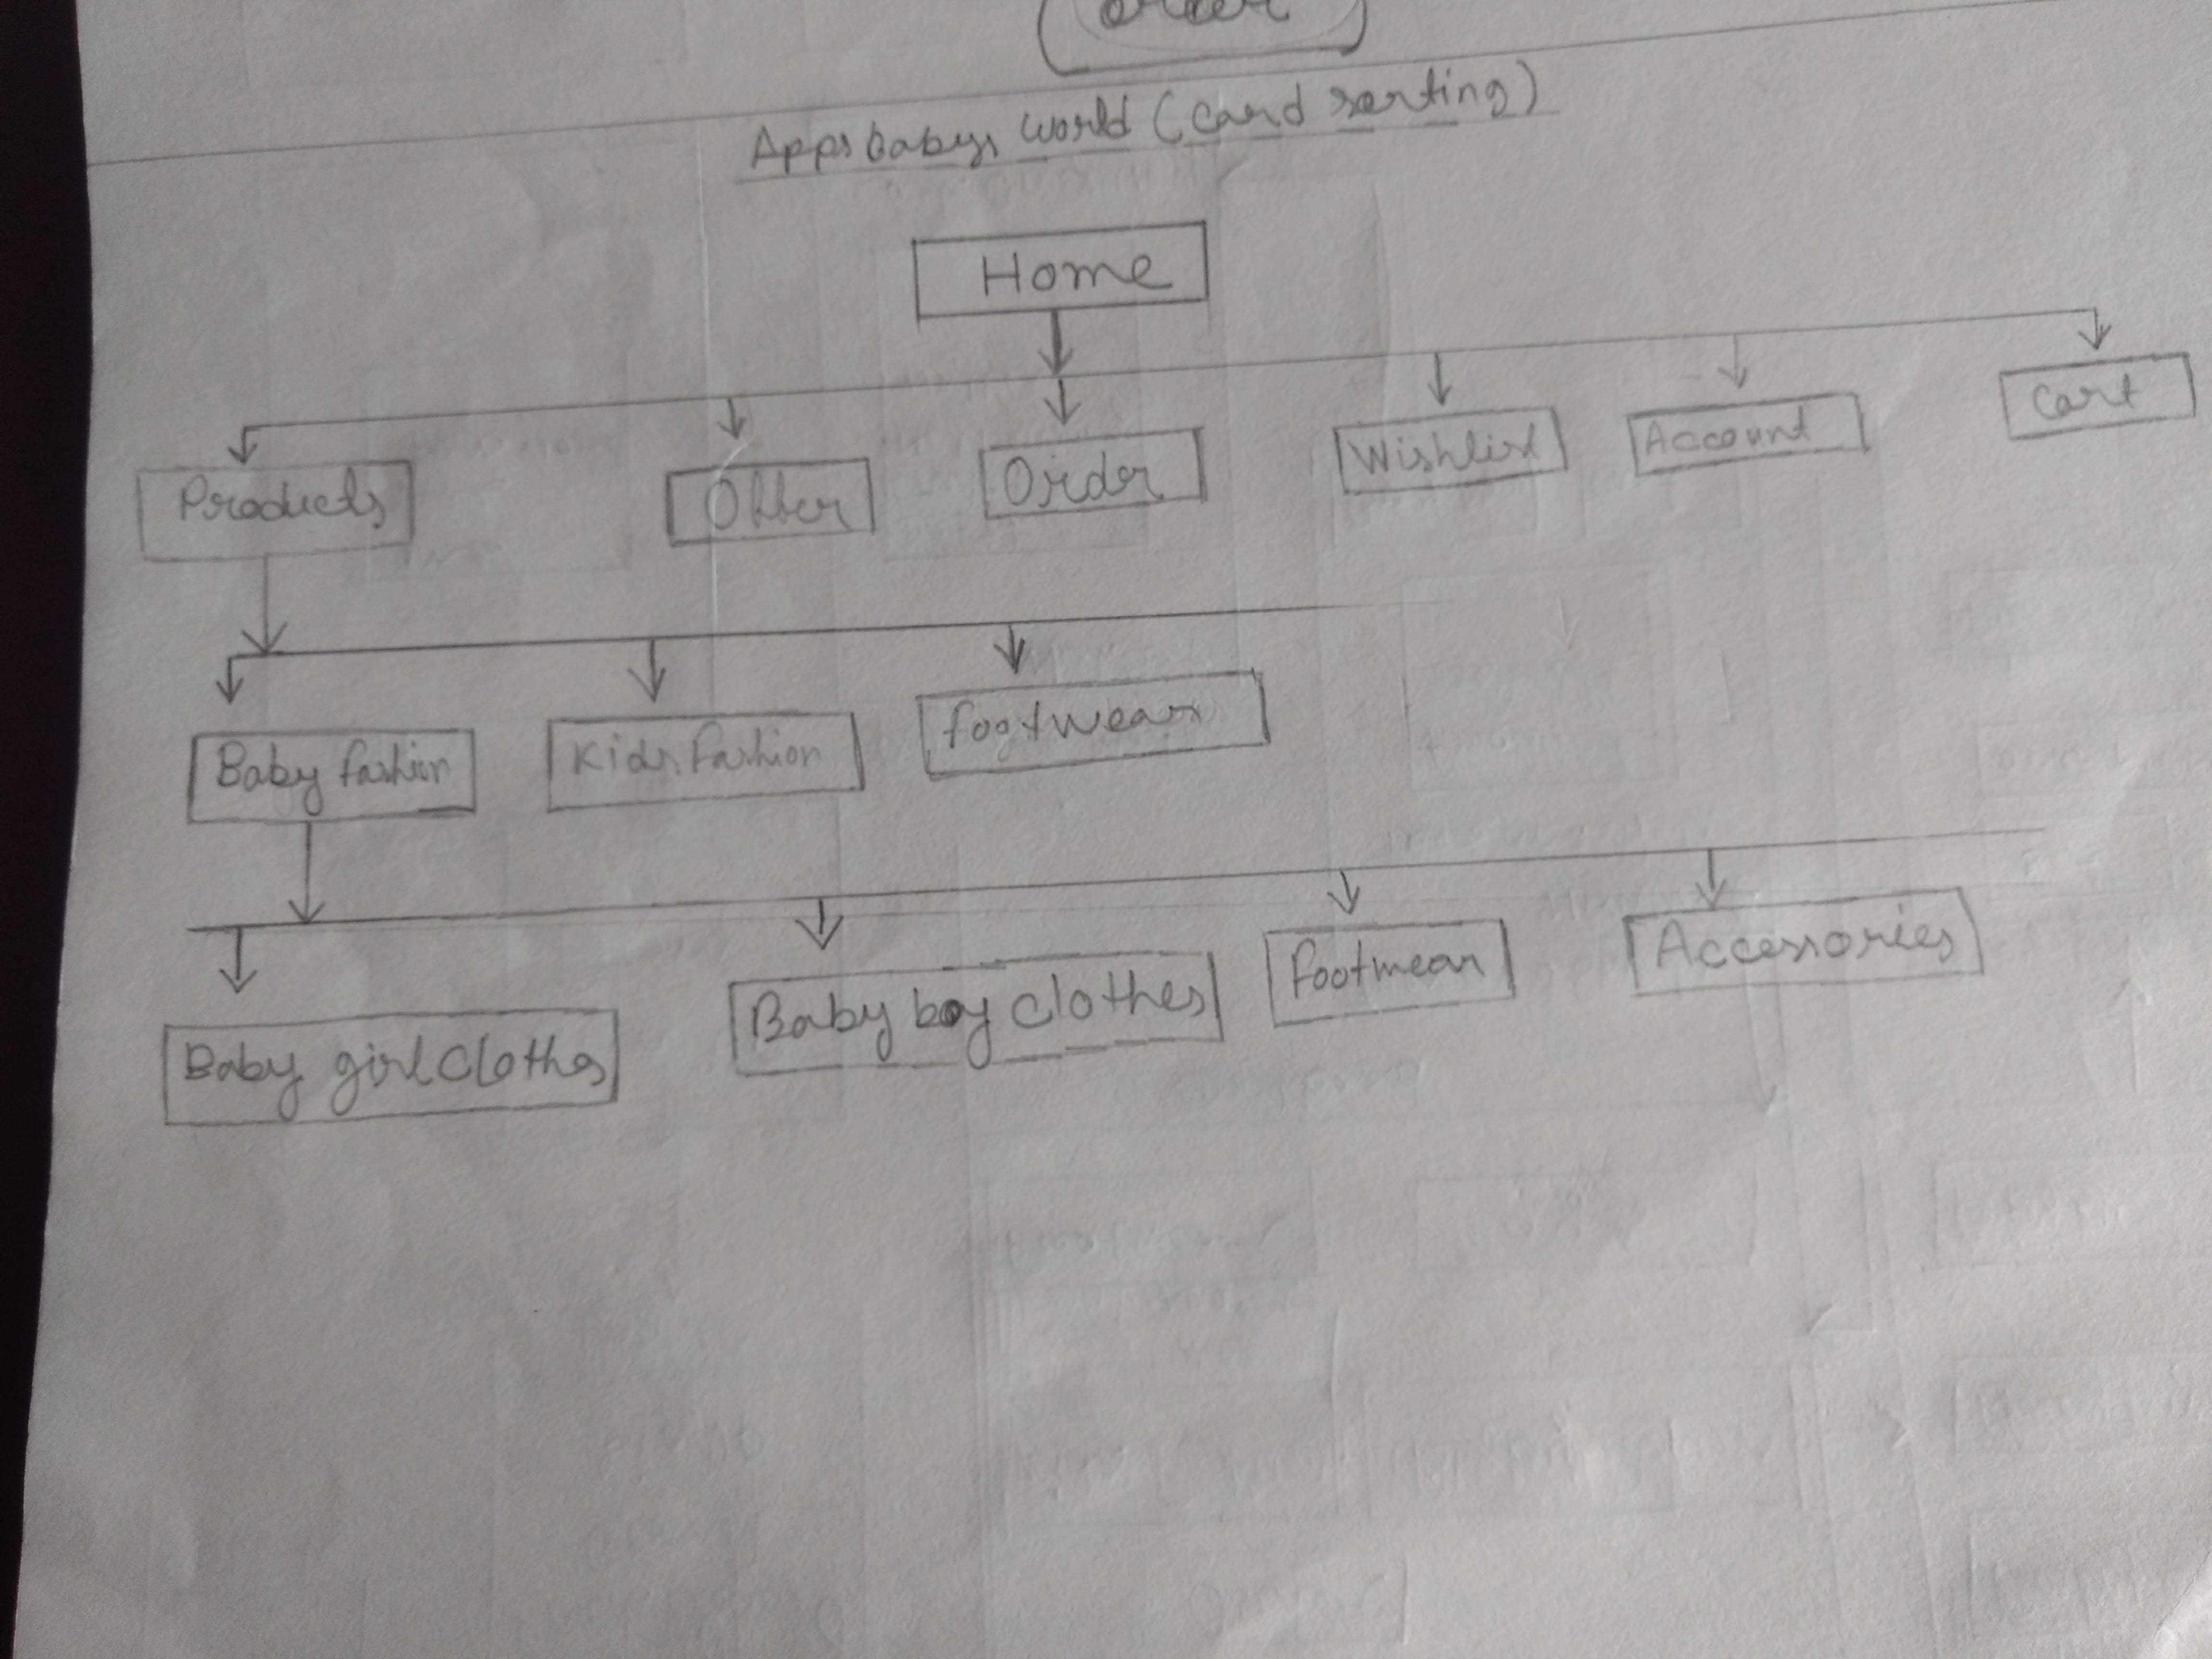 order
Apps babys world (card sorting)
Home
Products
Offer
Order
Wishlist
Account
Cart
Baby fashion
Kids fashion
footwear
Baby girl clothes
Baby boy clothes
footwear
Accessories